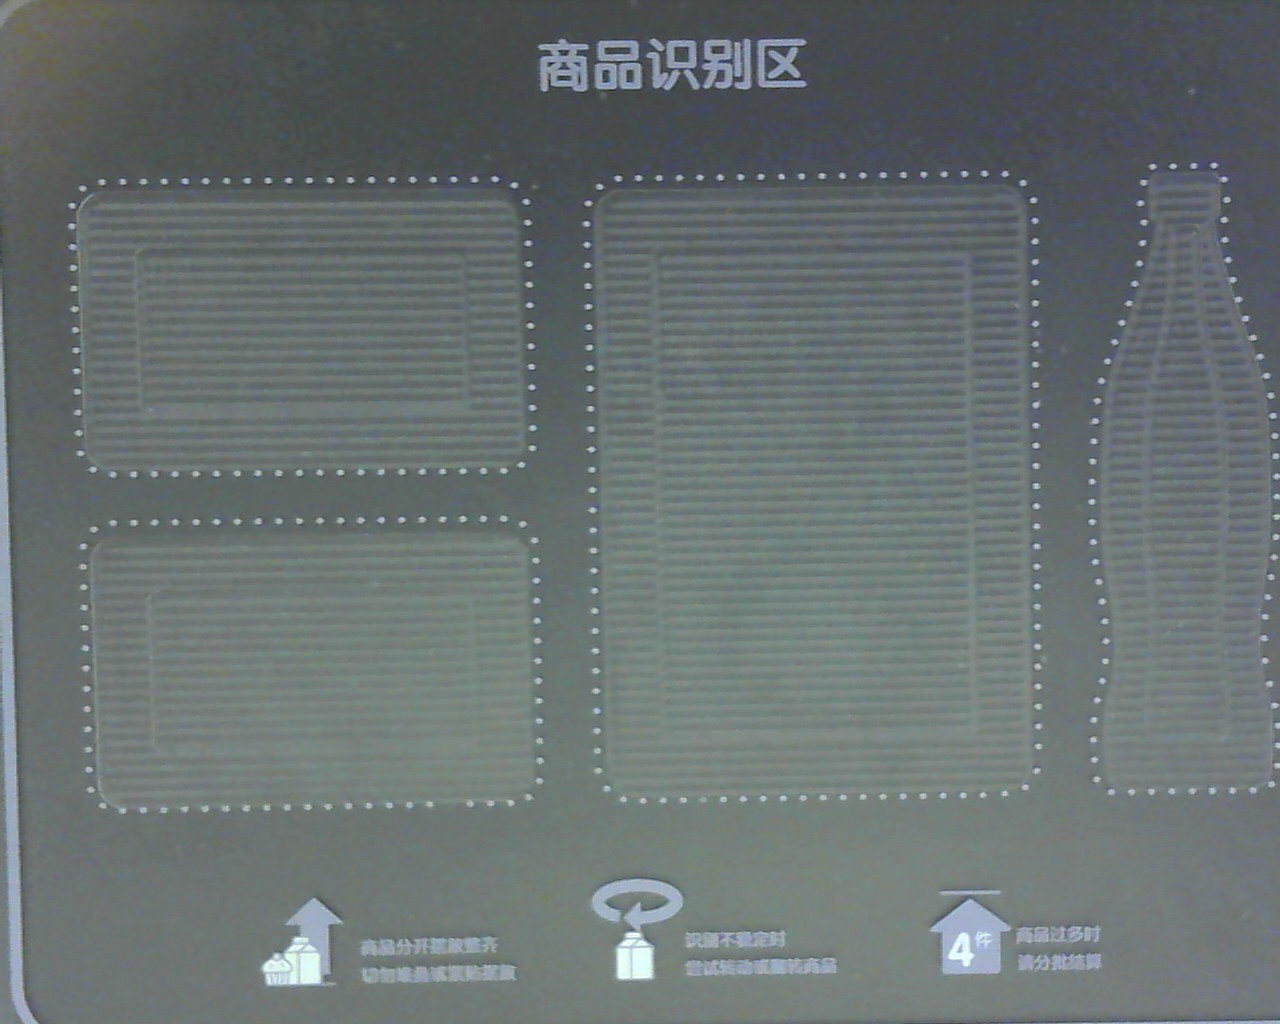 商品识别区
商品分开摆放整齐
切勿堆叠或紧贴摆放
识别不稳定时
尝试转动或翻转商品
4件
商品过多时
请分批结算